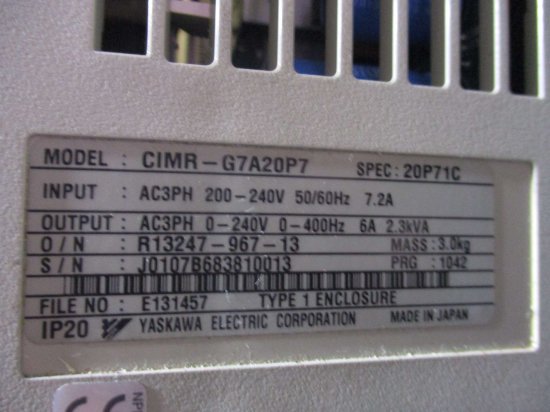 MODEL : CIMR-G7A20P7 SPEC: 20P71C
INPUT : AC3PH 200-240V 50/60Hz 7.2A
OUTPUT : AC3PH 0-240V 0-400Hz 6A 2.3kVA
O / N : R13247-967-13 MASS: 3.0kg
S / N : J0107B683810013 PRG : 1042
FILE NO : E131457 TYPE 1 ENCLOSURE
IP20 YASKAWA ELECTRIC CORPORATION MADE IN JAPAN
CE